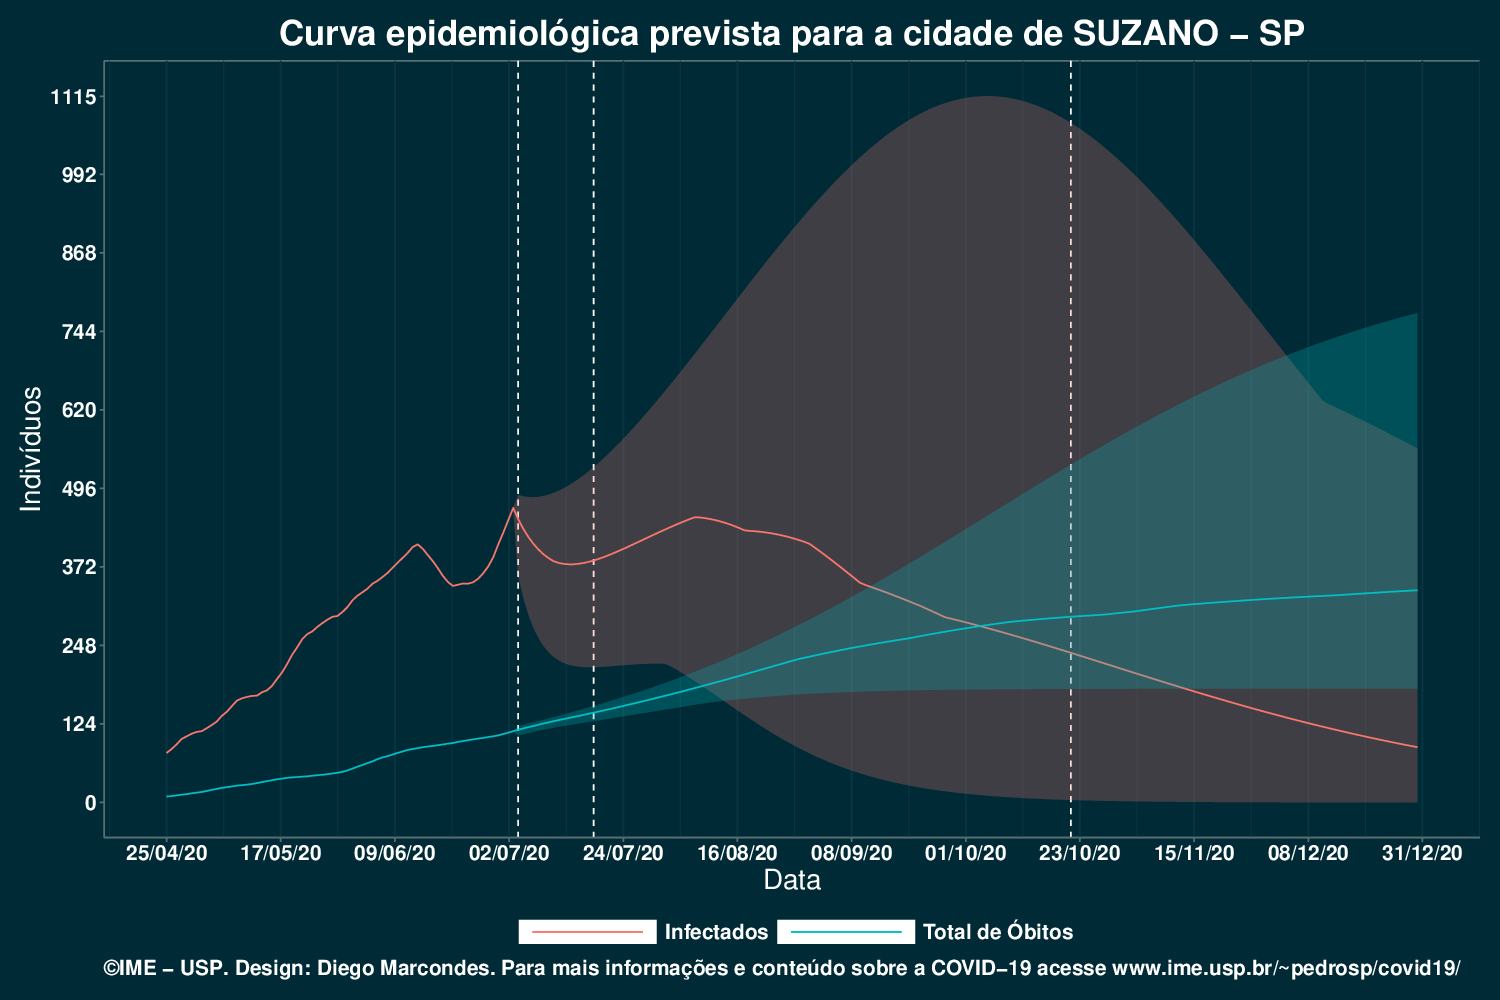 Curva epidemiológica prevista para a cidade de SUZANO – SP
1115
992
868
744
620
496
372
248
124
0
Indivíduos
25/04/20 17/05/20 09/06/20 02/07/20 24/07/20 16/08/20 08/09/20 01/10/20 23/10/20 15/11/20 08/12/20 31/12/20
Data
Infectados Total de Óbitos
©IME – USP. Design: Diego Marcondes. Para mais informações e conteúdo sobre a COVID–19 acesse www.ime.usp.br/~pedrosp/covid19/